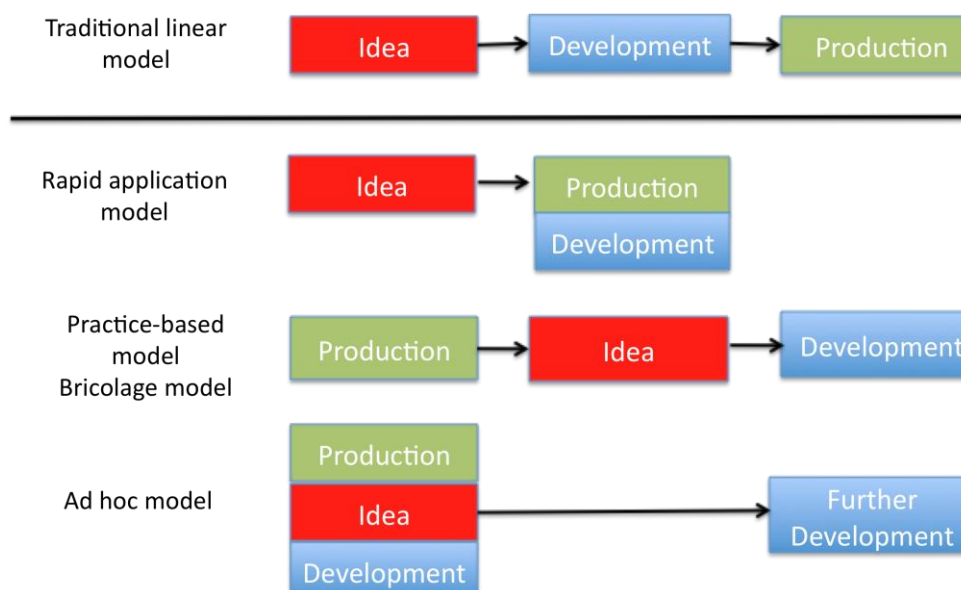 Traditional linear
model
Idea
Development
Production
Rapid application
model
Idea
Production
Development
Practice-based
model
Bricolage model
Production
Idea
Development
Ad hoc model
Production
Idea
Development
Further
Development